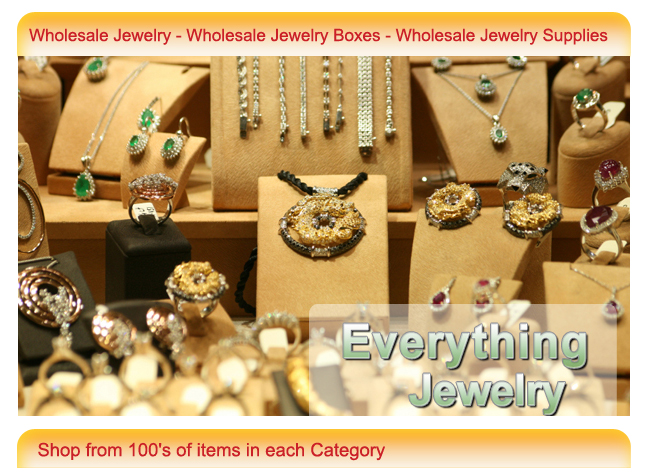 Wholesale Jewelry - Wholesale Jewelry Boxes - Wholesale Jewelry Supplies
Everything
Jewelry
Shop from 100's of items in each Category